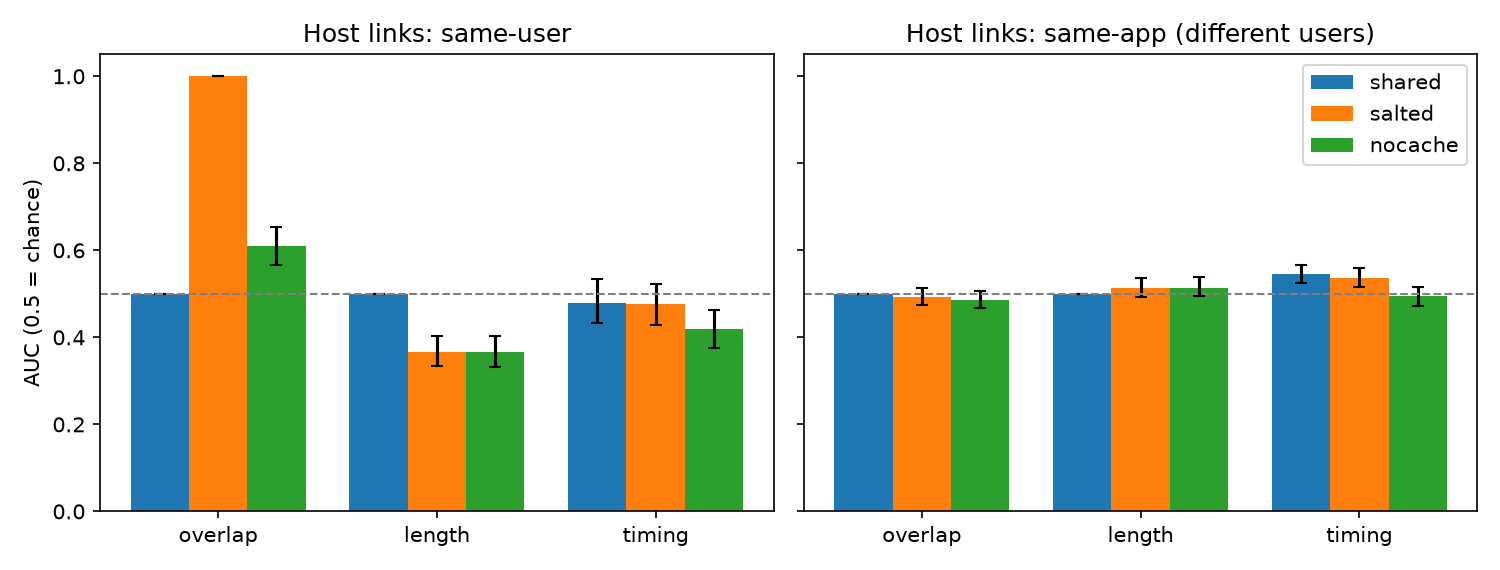 Host links: same-user
Host links: same-app (different users)
AUC (0.5 = chance)
1.0
0.8
0.6
0.4
0.2
0.0
overlap
length
timing
shared
salted
nocache
overlap
length
timing